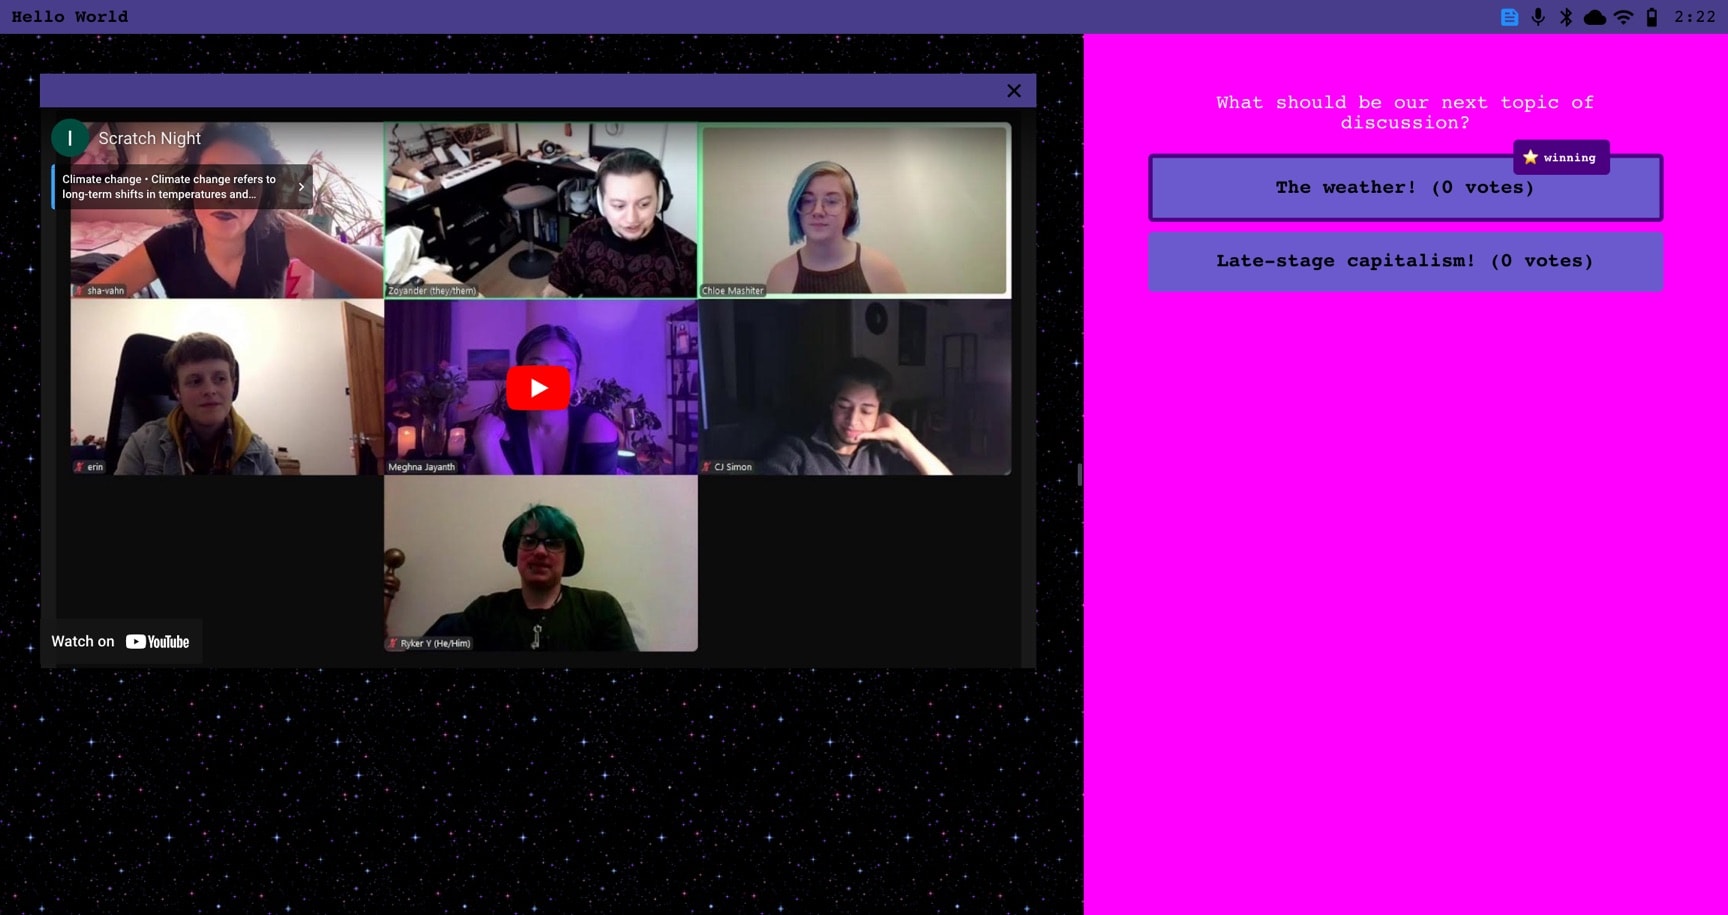 Hello World
2:22
I
Scratch Night
Climate change • Climate change refers to
long-term shifts in temperatures and...
sha-vahn
Zoyander (they/them)
Chloe Mashiter
erin
Meghna Jayanth
CJ Simon
Ryker Y (He/Him)
Watch on YouTube
What should be our next topic of
discussion?
winning
The weather! (0 votes)
Late-stage capitalism! (0 votes)